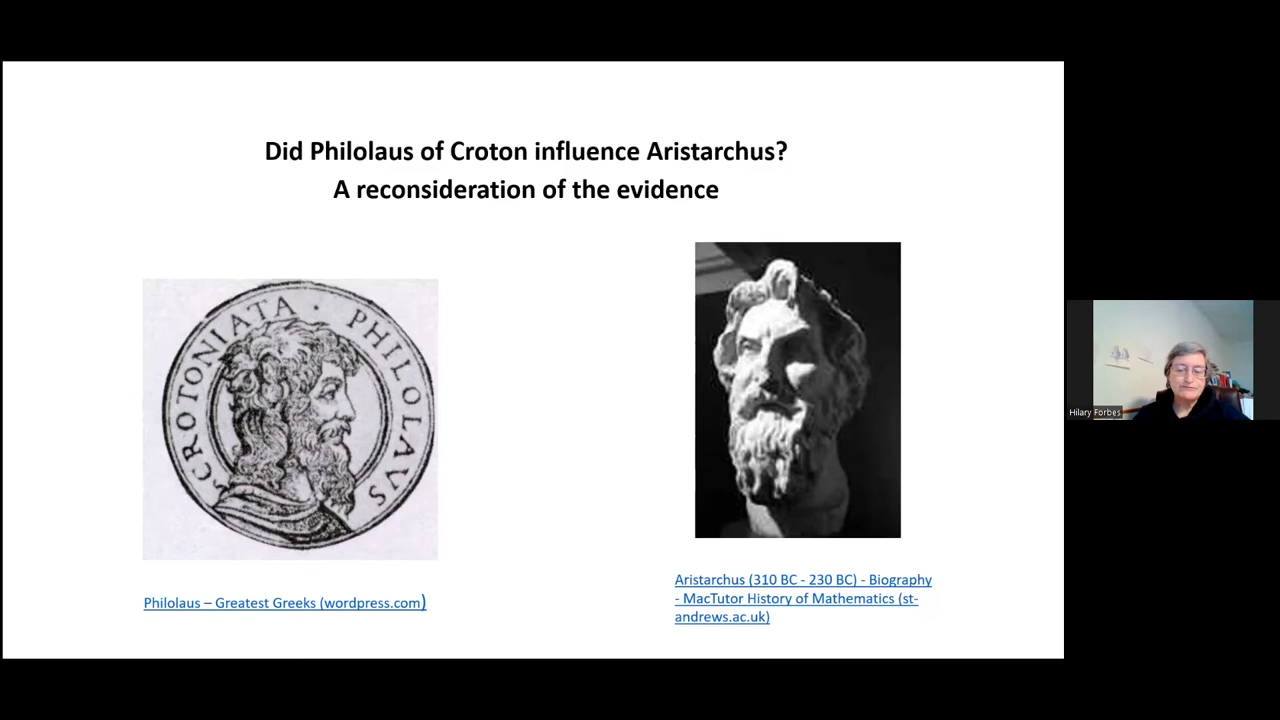 Did Philolaus of Croton influence Aristarchus?
A reconsideration of the evidence
CROTONIATA · PHILOLAUS
Philolaus – Greatest Greeks (wordpress.com)
Aristarchus (310 BC - 230 BC) - Biography
- MacTutor History of Mathematics (st-
andrews.ac.uk)
Hilary Forbes